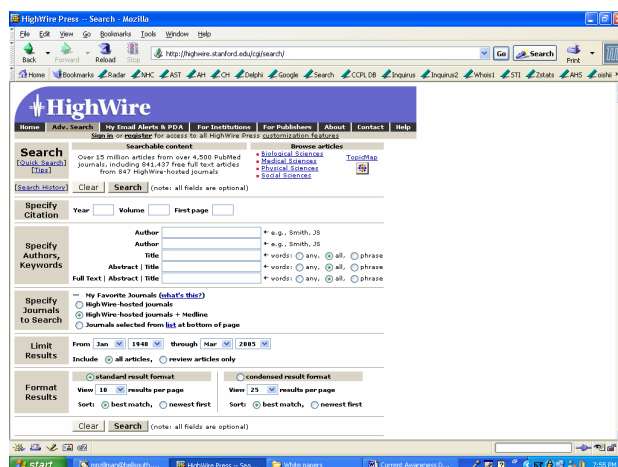 HighWire Press -- Search - Mozilla
File Edit View Go Bookmarks Tools Window Help
Back Forward Reload Stop http://highwire.stanford.edu/cgi/search/ Go Search Print
Home Bookmarks Radar NHC AST AH CH Delphi Google Search CCPL DB Inquirus Inquirus2 Whois1 STI Zstats AHS oishii
HighWire
Home Adv. Search My Email Alerts & PDA For Institutions For Publishers About Contact Help
Sign in or register for access to all HighWire Press customization features
Search
[Quick Search]
[Tips]
Searchable content
Over 15 million articles from over 4,500 PubMed
journals, including 841,437 free full text articles
from 847 HighWire-hosted journals
Browse articles
Biological Sciences
Medical Sciences
Physical Sciences
Social Sciences
TopicMap
[Search History] Clear Search (note: all fields are optional)
Specify
Citation
Year Volume First page
Specify
Authors,
Keywords
Author ← e.g., Smith, JS
Author ← e.g., Smith, JS
Title ← words: any, all, phrase
Abstract | Title ← words: any, all, phrase
Full Text | Abstract | Title ← words: any, all, phrase
Specify
Journals
to Search
— My Favorite Journals (what's this?)
HighWire-hosted journals
HighWire-hosted journals + Medline
Journals selected from list at bottom of page
Limit
Results
From Jan 1948 through Mar 2005
Include all articles, review articles only
Format
Results
standard result format
View 10 results per page
Sort: best match, newest first
condensed result format
View 25 results per page
Sort: best match, newest first
Clear Search (note: all fields are optional)
start mpzillman@bellsouth.... HighWire Press -- Sea... White papers Current Awareness D... 7:55 PM